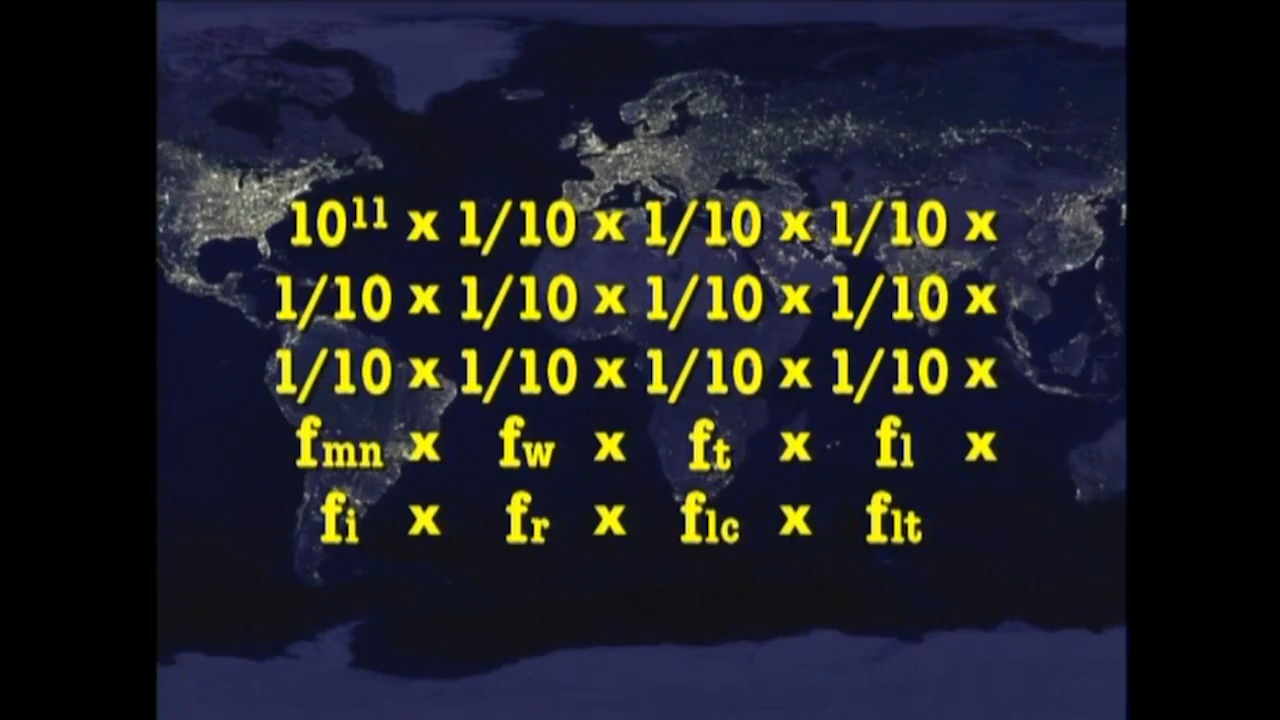 10¹¹ x 1/10 x 1/10 x 1/10 x
1/10 x 1/10 x 1/10 x 1/10 x
1/10 x 1/10 x 1/10 x 1/10 x
fmn x fw x ft x fl x
fi x fr x flc x flt